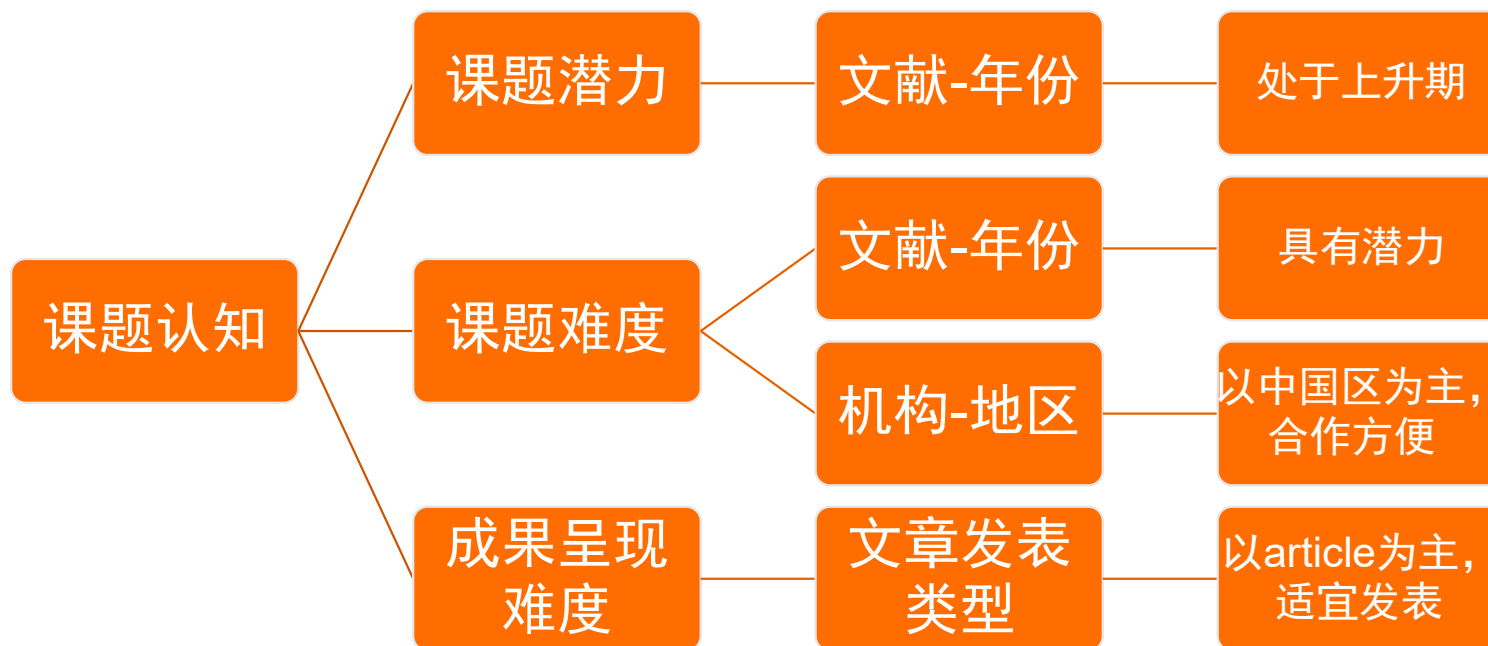 课题认知
课题潜力
文献-年份
处于上升期
课题难度
文献-年份
具有潜力
机构-地区
以中国区为主，
合作方便
成果呈现
难度
文章发表
类型
以article为主，
适宜发表